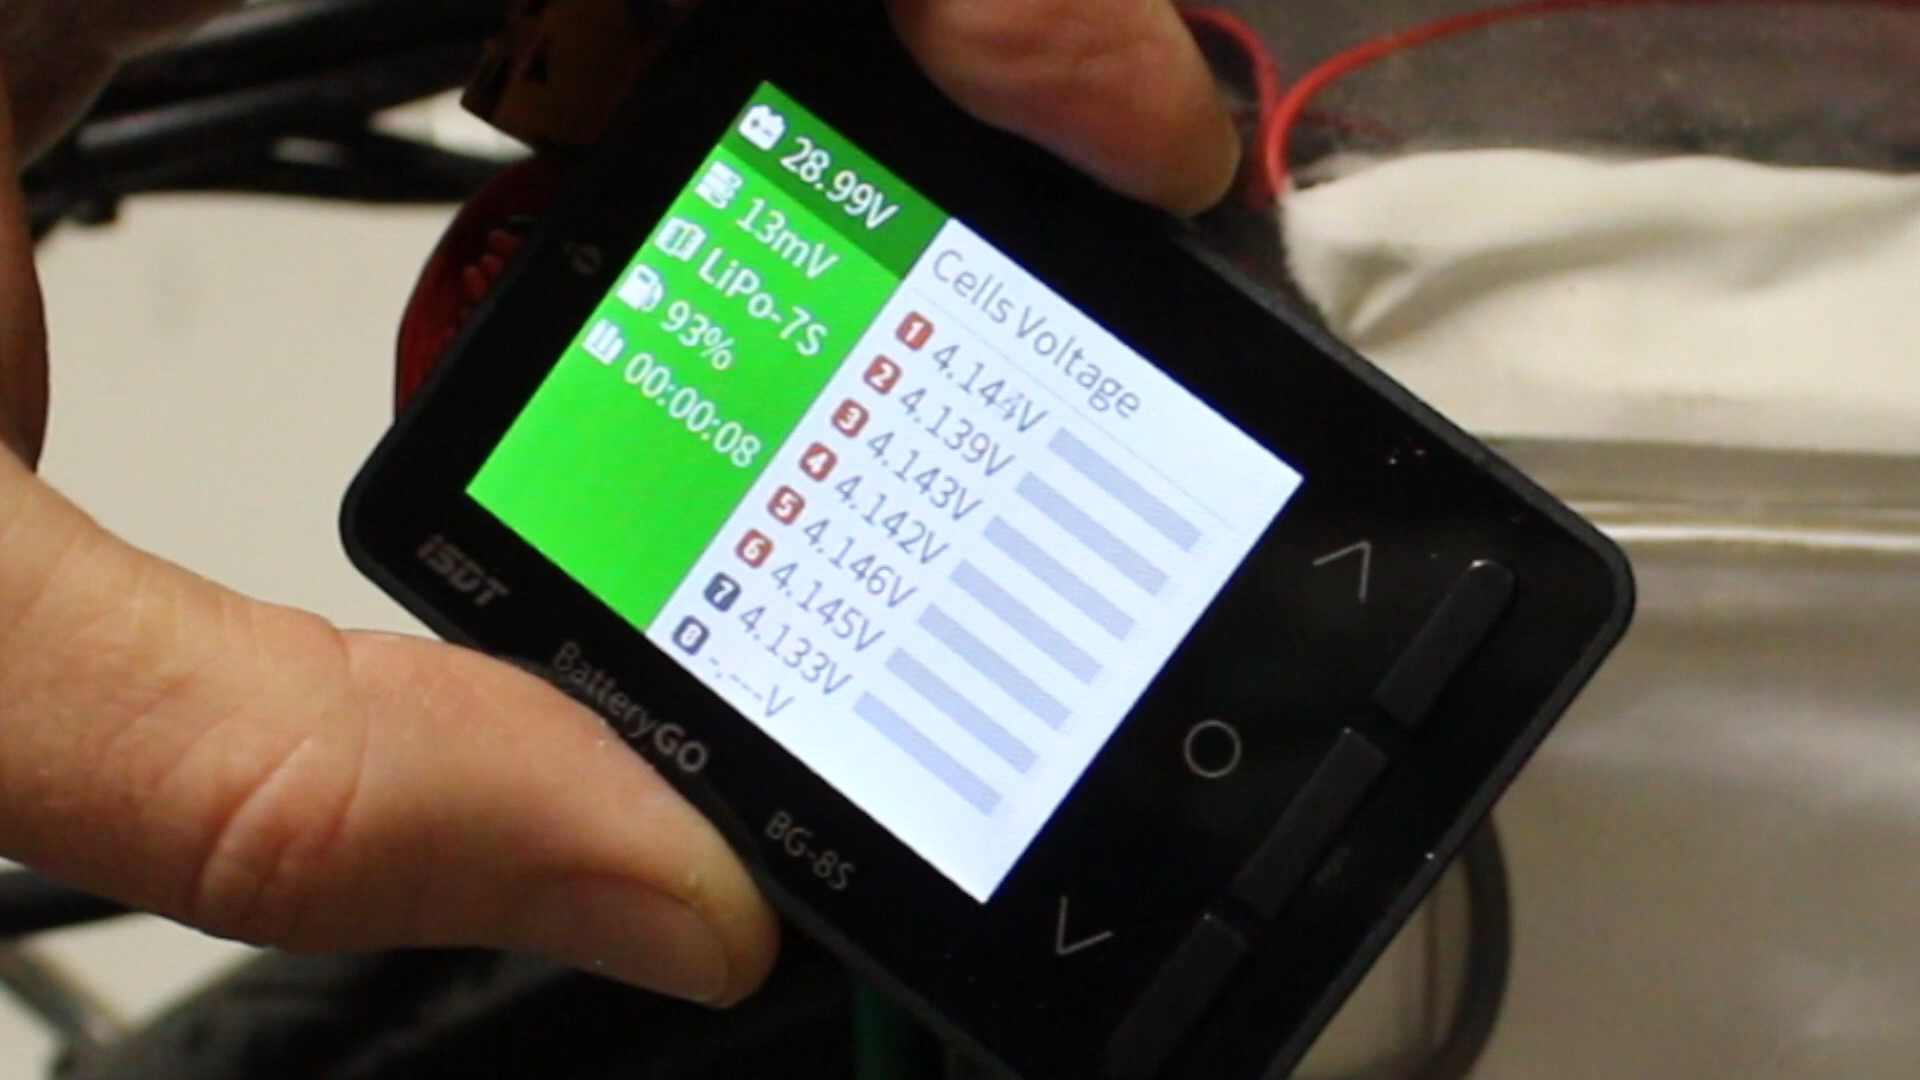 28.99V
13mV
LiPo-7S
93%
00:00:08
Cells Voltage
1 4.144V
2 4.139V
3 4.143V
4 4.142V
5 4.146V
6 4.145V
7 4.133V
8 -.---V
iSDT
BatteryGO
BG-8S